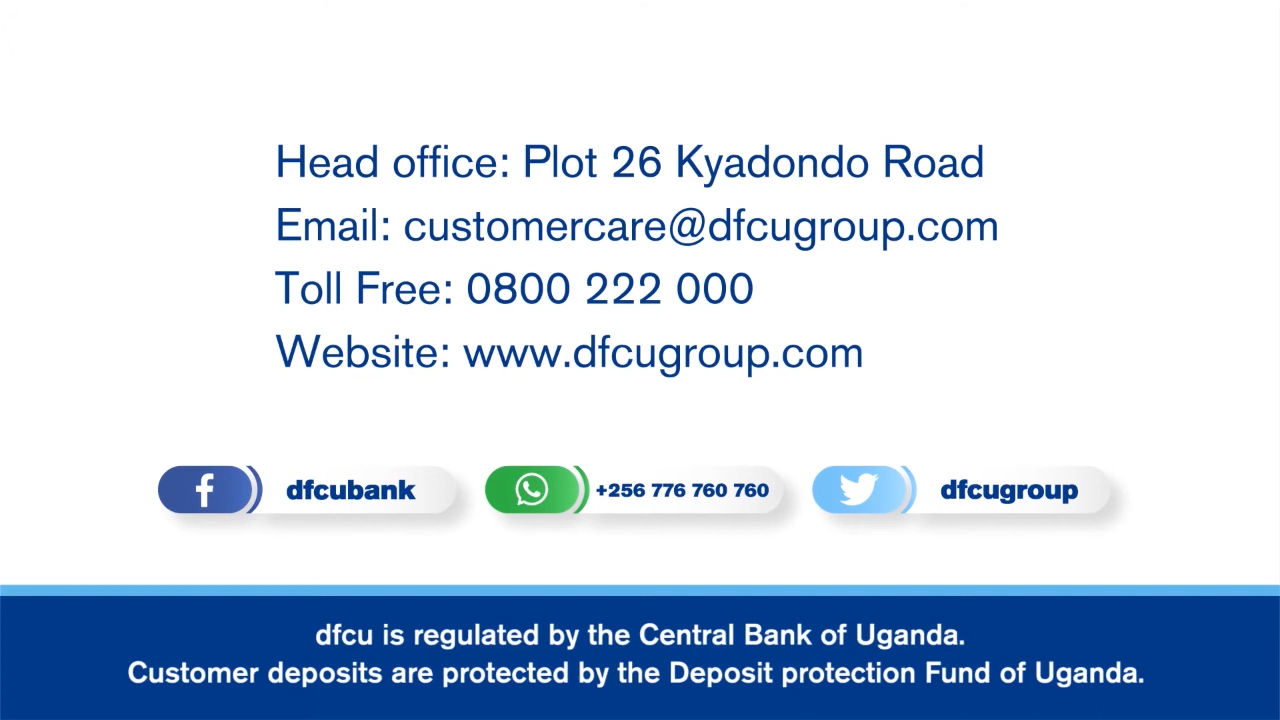 Head office: Plot 26 Kyadondo Road
Email: customercare@dfcugroup.com
Toll Free: 0800 222 000
Website: www.dfcugroup.com
dfcubank
+256 776 760 760
dfcugroup
dfcu is regulated by the Central Bank of Uganda.
Customer deposits are protected by the Deposit protection Fund of Uganda.